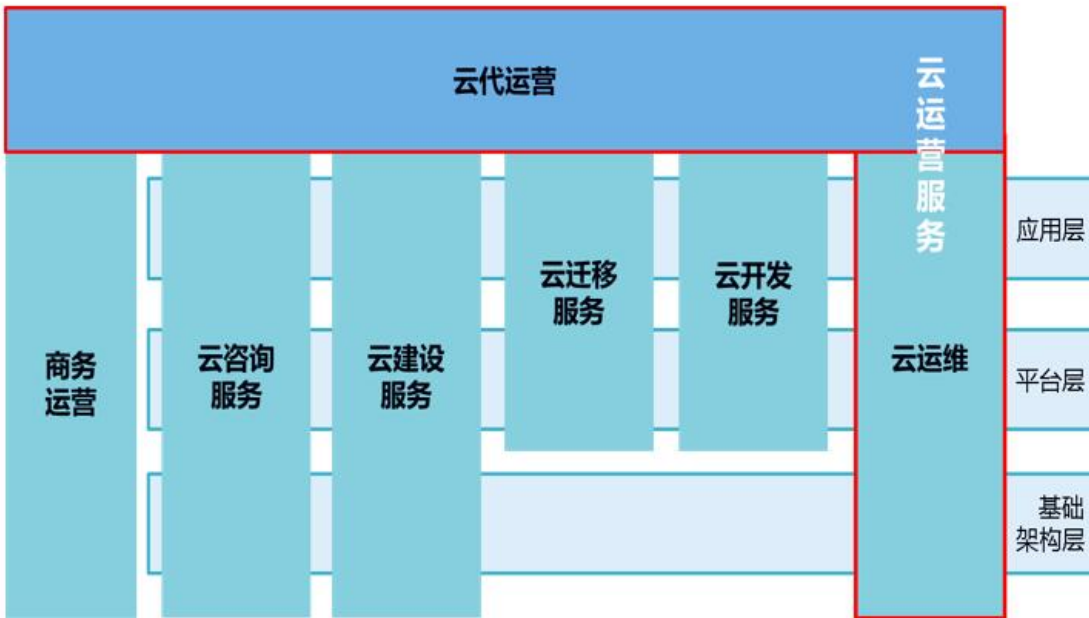 云代运营
云运营服务
应用层
云迁移
服务
云开发
服务
商务
运营
云咨询
服务
云建设
服务
云运维
平台层
基础
架构层